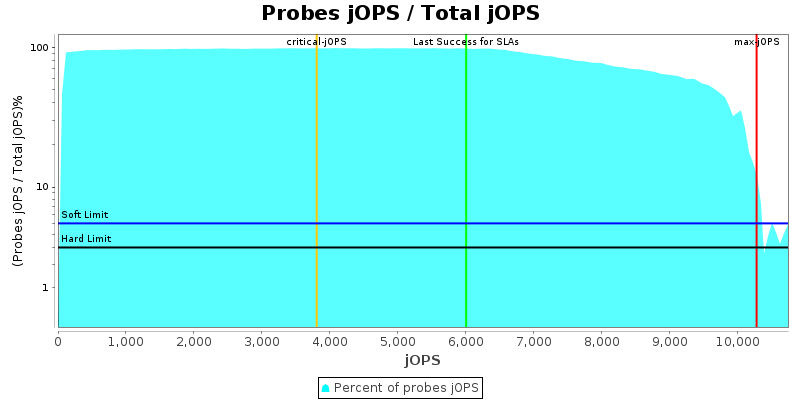 Probes jOPS / Total jOPS
critical-jOPS
Last Success for SLAs
max-jOPS
(Probes jOPS / Total jOPS)%
100
10
1
Soft Limit
Hard Limit
0
1,000
2,000
3,000
4,000
5,000
6,000
7,000
8,000
9,000
10,000
jOPS
Percent of probes jOPS